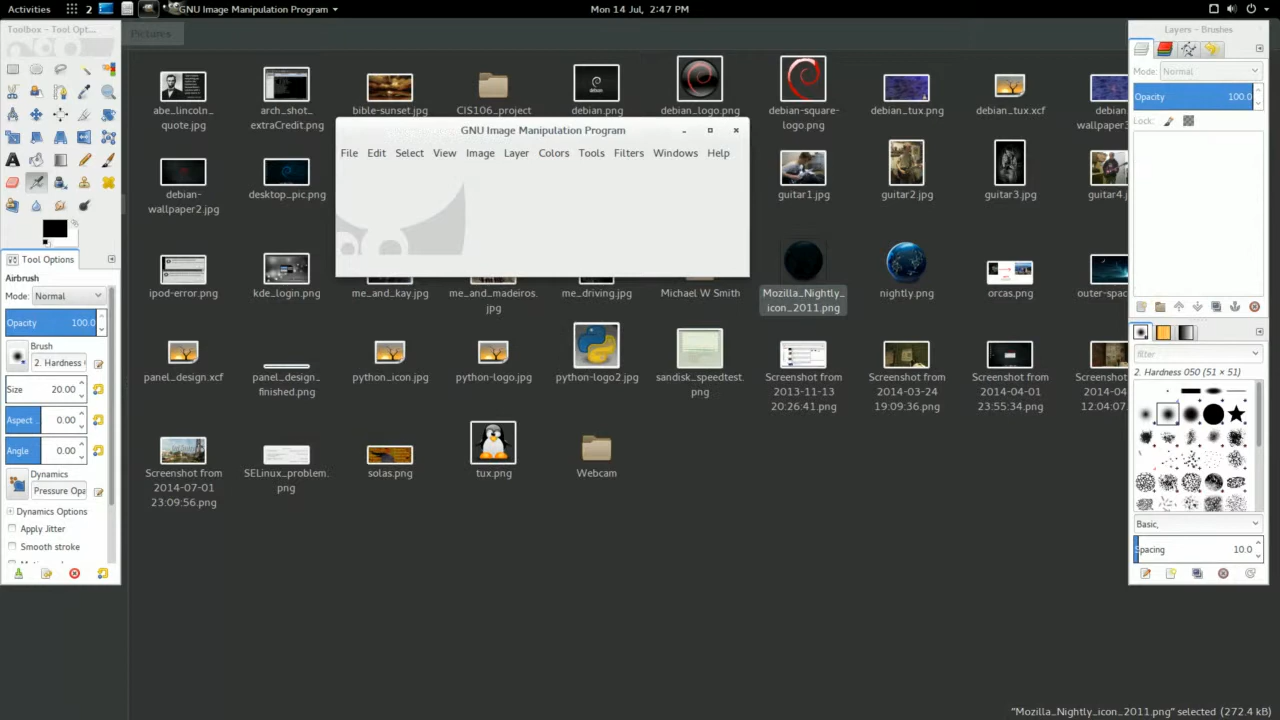 Activities
2
GNU Image Manipulation Program
Mon 14 Jul, 2:47 PM
Toolbox - Tool Opt...
Pictures
Layers - Brushes
Mode: Normal
Opacity 100.0
Lock:
abe_lincoln_
quote.jpg
arch_shot_
extraCredit.png
bible-sunset.jpg
CIS106_project
debian.png
debian_logo.png
debian-square-
logo.png
debian_tux.png
debian_tux.xcf
debian-
wallpaper3
GNU Image Manipulation Program
File Edit Select View Image Layer Colors Tools Filters Windows Help
debian-
wallpaper2.jpg
desktop_pic.png
guitar1.jpg
guitar2.jpg
guitar3.jpg
guitar4.j
Tool Options
Airbrush
Mode: Normal
Opacity 100.0
Brush
2. Hardness
Size 20.00
Aspect .. 0.00
Angle 0.00
Dynamics
Pressure Opa
Dynamics Options
Apply Jitter
Smooth stroke
ipod-error.png
kde_login.png
me_and_kay.jpg
me_and_madeiros.
jpg
me_driving.jpg
Michael W Smith
Mozilla_Nightly_
icon_2011.png
nightly.png
orcas.png
outer-spac
panel_design.xcf
panel_design_
finished.png
python_icon.jpg
python-logo.jpg
python-logo2.jpg
sandisk_speedtest.
png
Screenshot from
2013-11-13
20:26:41.png
Screenshot from
2014-03-24
19:09:36.png
Screenshot from
2014-04-01
23:55:34.png
Screenshot
2014-04-
12:04:07
Screenshot from
2014-07-01
23:09:56.png
SELinux_problem.
png
solas.png
tux.png
Webcam
filter
2. Hardness 050 (51 × 51)
Basic,
Spacing 10.0
"Mozilla_Nightly_icon_2011.png" selected (272.4 kB)